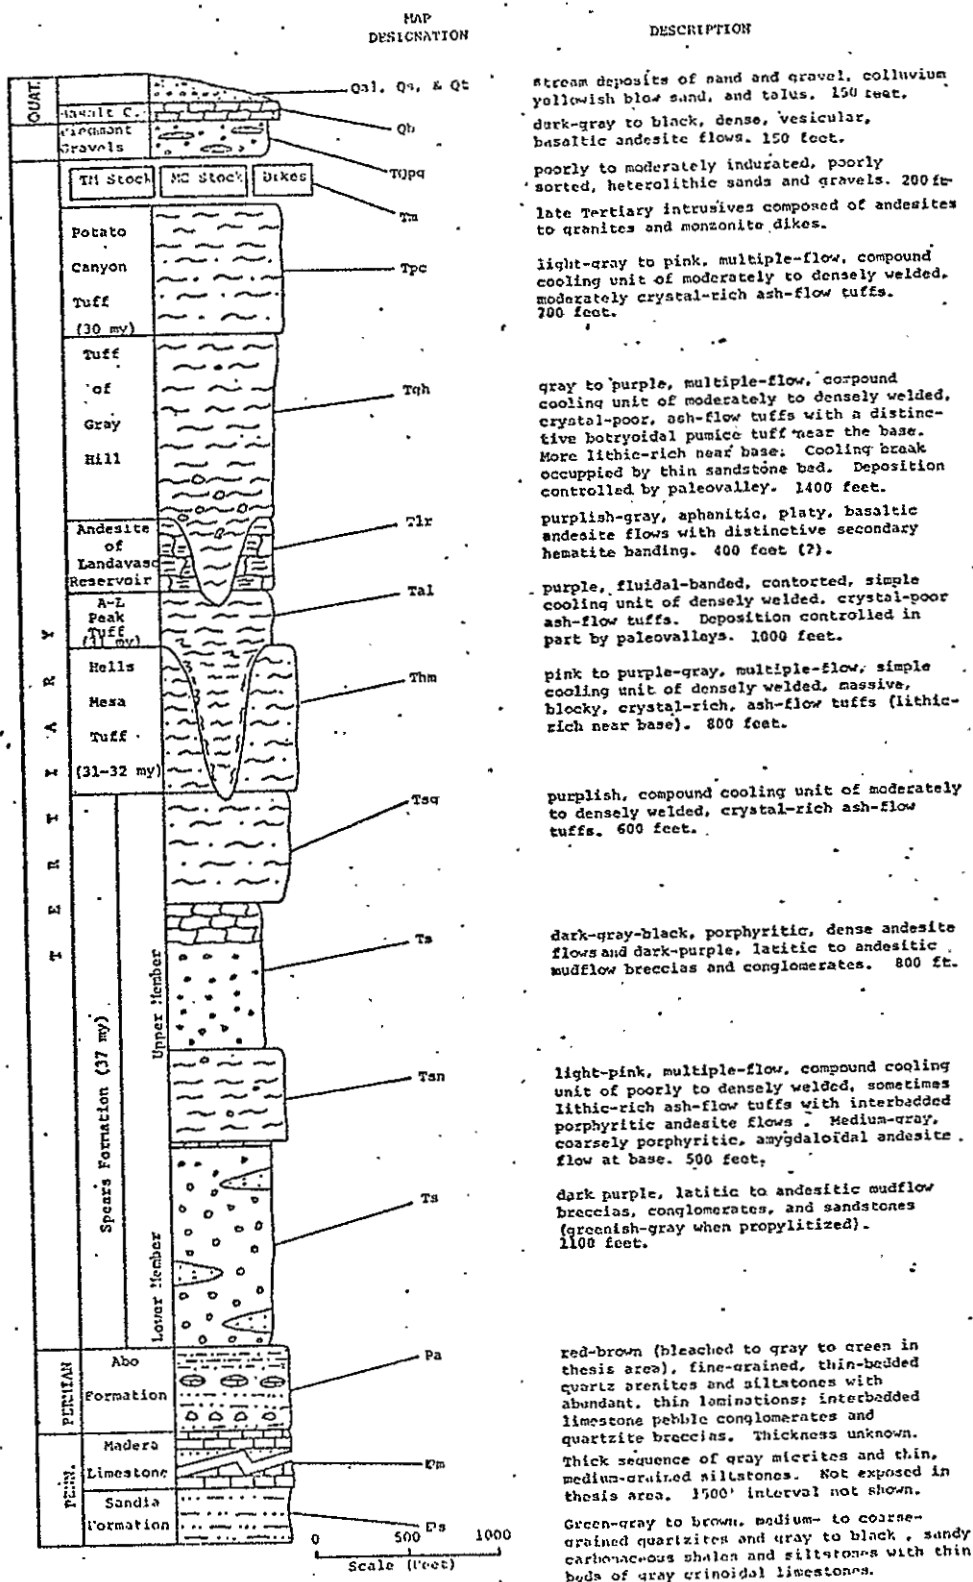 MAP
DESIGNATION
DESCRIPTION
QUAT.
Qal, Qs, & Qt
stream deposits of sand and gravel, colluvium
yellowish blow sand, and talus. 150 feet.
Basalt C.
Qb
dark-gray to black, dense, vesicular,
basaltic andesite flows. 150 feet.
Piedmont
Gravels
TQpg
poorly to moderately indurated, poorly
sorted, heterolithic sands and gravels. 200 ft-
TM Stock
MC Stock
Dikes
Tm
late Tertiary intrusives composed of andesites
to granites and monzonite dikes.
TERTIARY
Potato
Canyon
Tuff
(30 my)
Tpc
light-gray to pink, multiple-flow, compound
cooling unit of moderately to densely welded,
moderately crystal-rich ash-flow tuffs.
200 feet.
Tuff
of
Gray
Hill
Tgh
gray to purple, multiple-flow, compound
cooling unit of moderately to densely welded,
crystal-poor, ash-flow tuffs with a distinc-
tive botryoidal pumice tuff near the base.
More lithic-rich near base: Cooling break
occuppied by thin sandstone bed. Deposition
controlled by paleovalley. 1400 feet.
Andesite
of
Landavaso
Reservoir
Tlr
purplish-gray, aphanitic, platy, basaltic
andesite flows with distinctive secondary
hematite banding. 400 feet (?).
A-L
Peak
Tuff
(31 my)
Tal
purple, fluidal-banded, contorted, simple
cooling unit of densely welded, crystal-poor
ash-flow tuffs. Deposition controlled in
part by paleovalleys. 1000 feet.
Hells
Mesa
Tuff
(31-32 my)
Thm
pink to purple-gray, multiple-flow, simple
cooling unit of densely welded, massive,
blocky, crystal-rich, ash-flow tuffs (lithic-
rich near base). 800 feet.
Spears Formation (37 my)
Upper Member
Tsg
purplish, compound cooling unit of moderately
to densely welded, crystal-rich ash-flow
tuffs. 600 feet.
Ts
dark-gray-black, porphyritic, dense andesite
flows and dark-purple, latitic to andesitic
mudflow breccias and conglomerates. 800 ft.
Tsn
light-pink, multiple-flow, compound cooling
unit of poorly to densely welded, sometimes
lithic-rich ash-flow tuffs with interbedded
porphyritic andesite flows. Medium-gray,
coarsely porphyritic, amygdaloidal andesite
flow at base. 500 feet.
Lower Member
Ts
dark purple, latitic to andesitic mudflow
breccias, conglomerates, and sandstones
(greenish-gray when propylitized).
1100 feet.
PERMIAN
Abo
Formation
Pa
red-brown (bleached to gray to green in
thesis area), fine-grained, thin-bedded
quartz arenites and siltstones with
abundant, thin laminations; interbedded
limestone pebble conglomerates and
quartzite breccias. Thickness unknown.
PENN.
Madera
Limestone
Pm
Thick sequence of gray micrites and thin,
medium-grained siltstones. Not exposed in
thesis area. 1500' interval not shown.
Sandia
Formation
Ps
Green-gray to brown, medium- to coarse-
grained quartzites and gray to black, sandy
carbonaceous shales and siltstones with thin
beds of gray crinoidal limestones.
0 500 1000
Scale (feet)